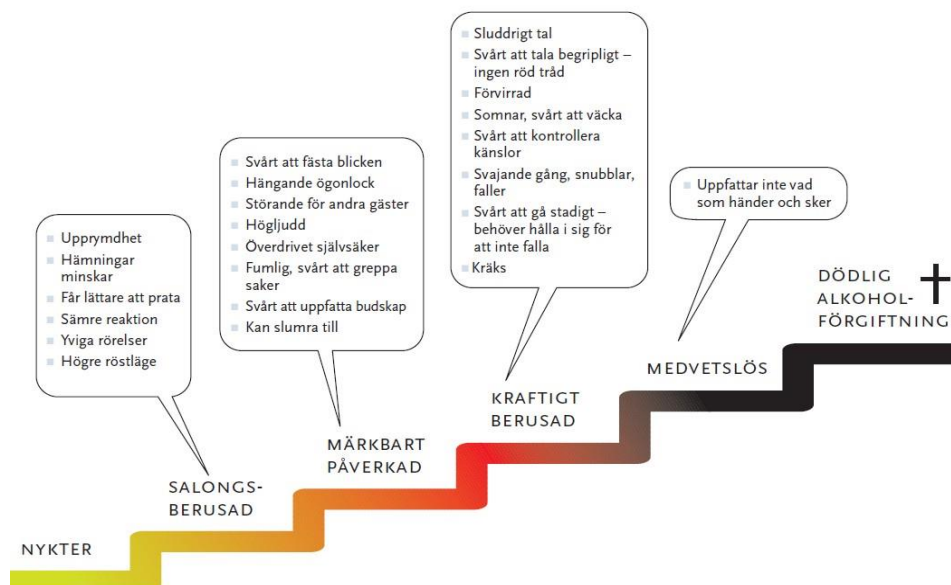 NYKTER
Upprymdhet
Hämningar
minskar
Får lättare att prata
Sämre reaktion
Yviga rörelser
Högre röstläge
SALONGS-
BERUSAD
Svårt att fästa blicken
Hängande ögonlock
Störande för andra gäster
Högljudd
Överdrivet självsäker
Fumlig, svårt att greppa
saker
Svårt att uppfatta budskap
Kan slumra till
MÄRKBART
PÅVERKAD
Sluddrigt tal
Svårt att tala begripligt –
ingen röd tråd
Förvirrad
Somnar, svårt att väcka
Svårt att kontrollera
känslor
Svajande gång, snubblar,
faller
Svårt att gå stadigt –
behöver hålla i sig för
att inte falla
Kräks
KRAFTIGT
BERUSAD
Uppfattar inte vad
som händer och sker
MEDVETSLÖS
DÖDLIG
ALKOHOL-
FÖRGIFTNING